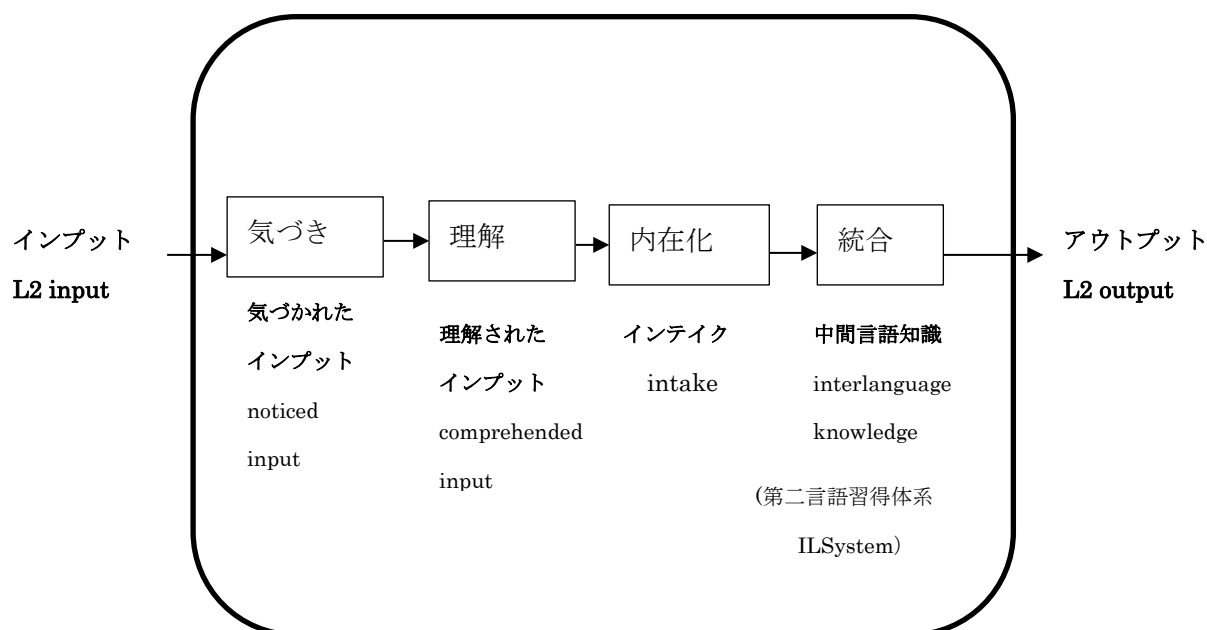 インプット
L2 input
気づき
気づかれた
インプット
noticed
input
理解
理解された
インプット
comprehended
input
内在化
インテイク
intake
統合
中間言語知識
interlanguage
knowledge
(第二言語習得体系
ILSystem)
アウトプット
L2 output